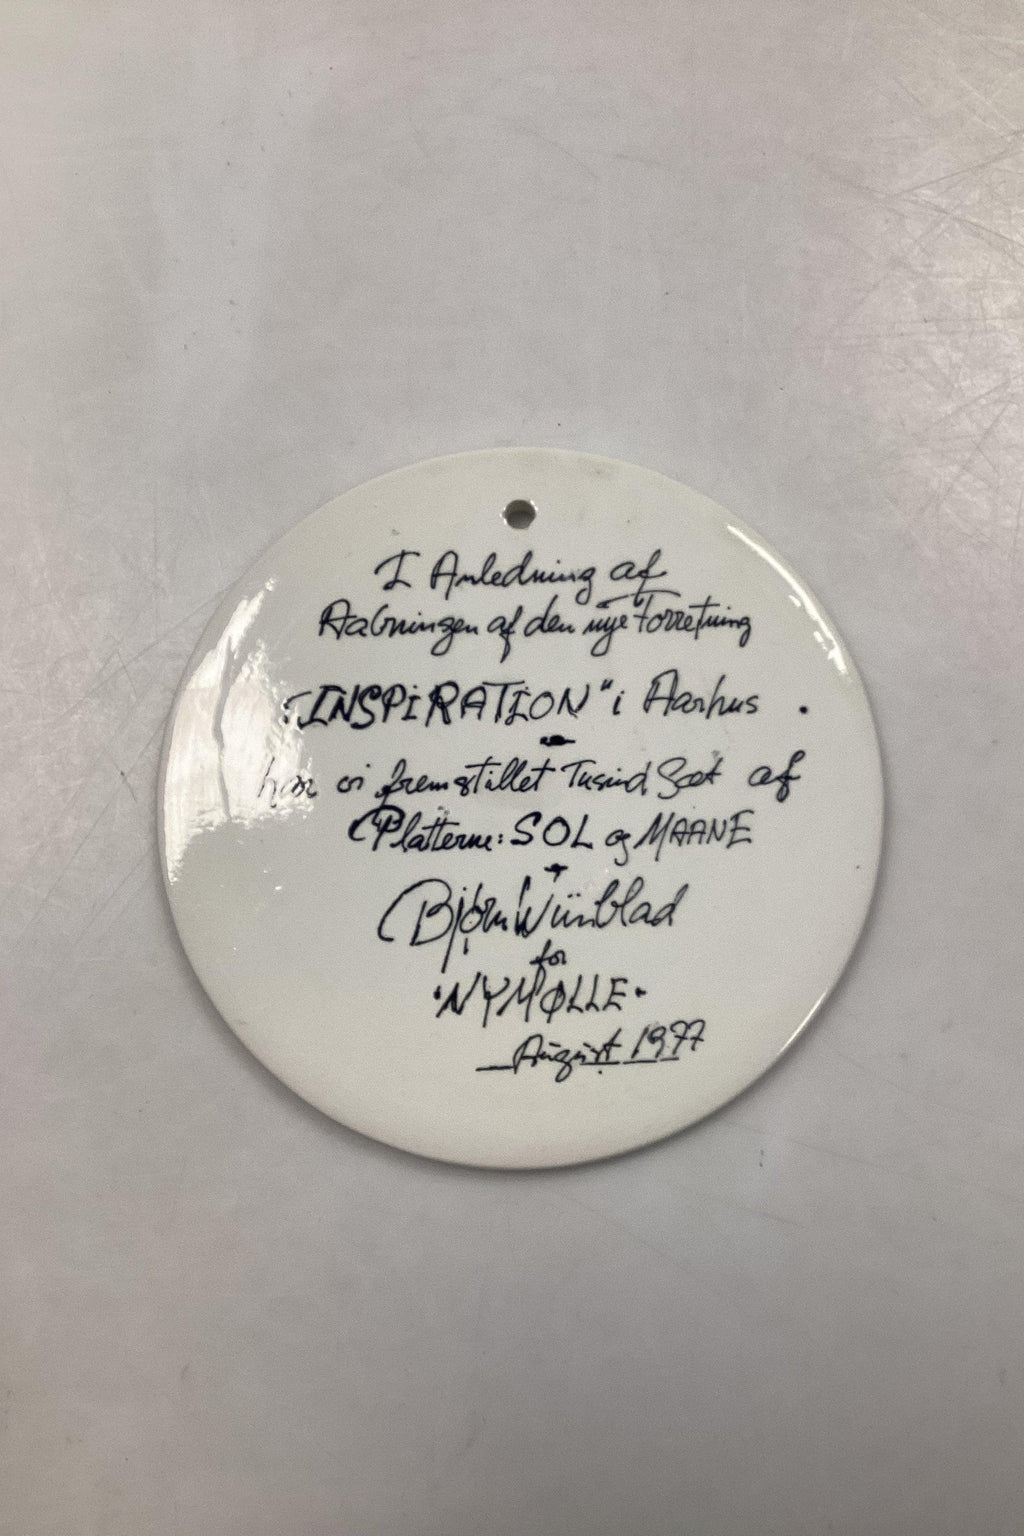 I Anledning af
Aabningen af den nye Forretning
"INSPIRATION" i Aarhus.
har vi fremstillet Tusind Sæt af
Platterne: SOL og MAANE
Bjørn Wiinblad
for
·NYMØLLE·
August 1977